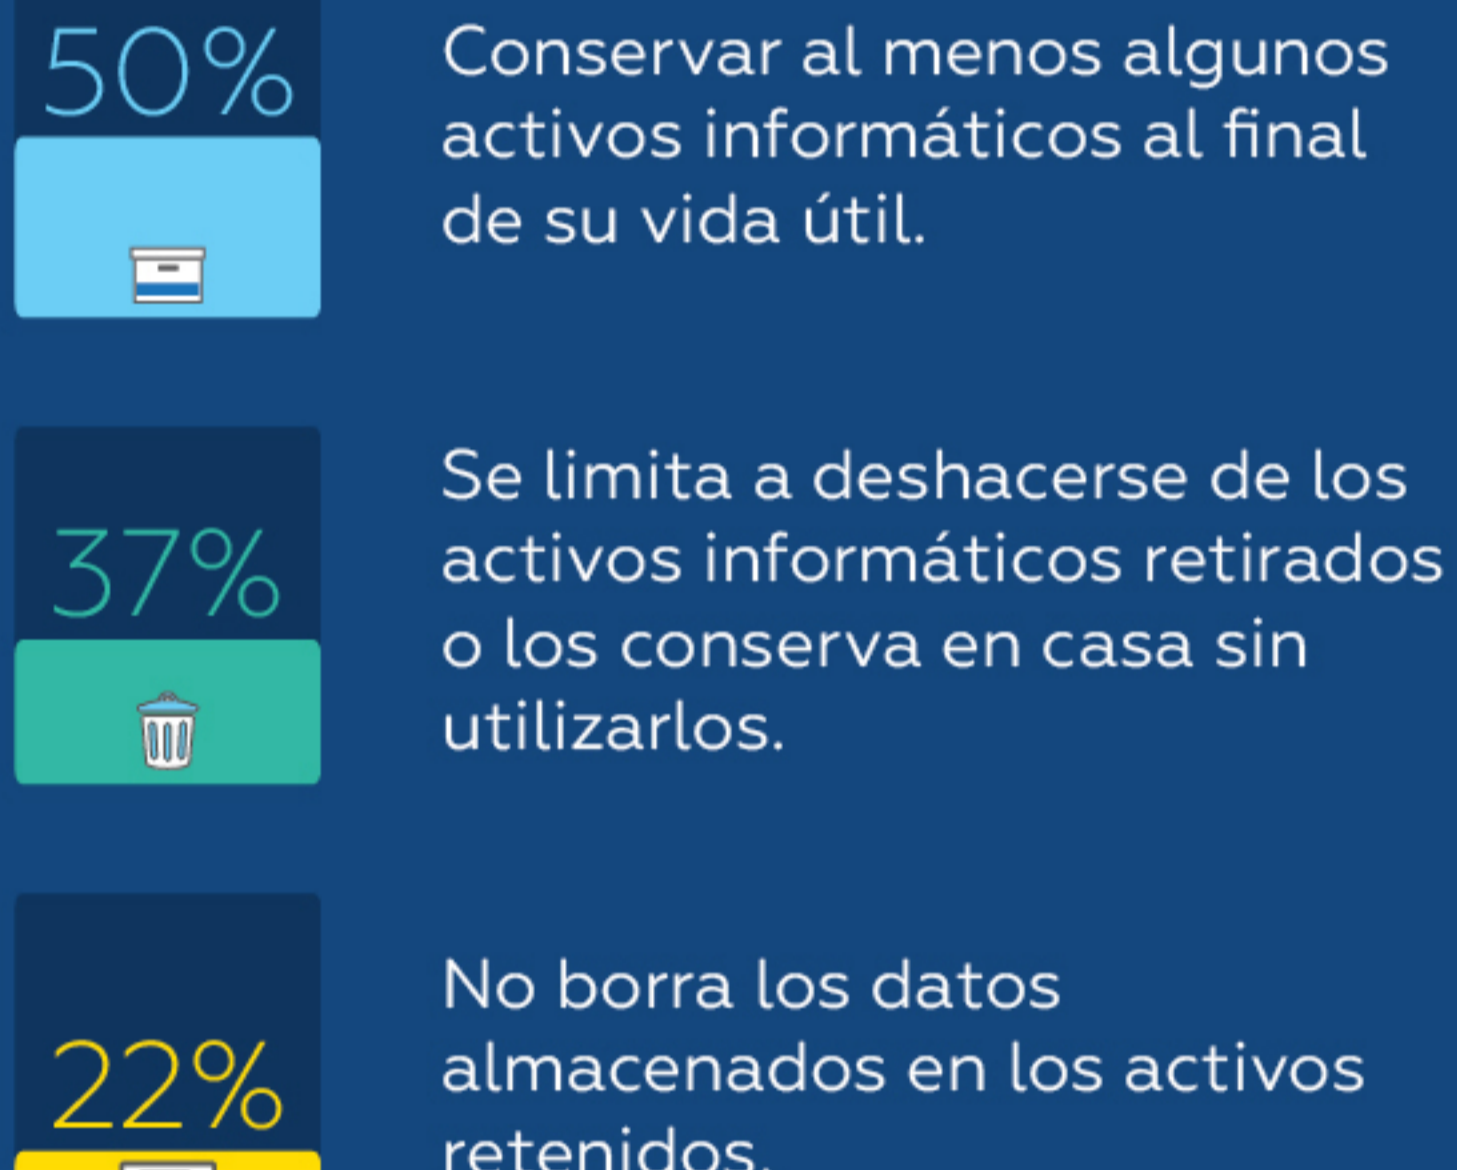 50%
Conservar al menos algunos
activos informáticos al final
de su vida útil.
37%
Se limita a deshacerse de los
activos informáticos retirados
o los conserva en casa sin
utilizarlos.
22%
No borra los datos
almacenados en los activos
retenidos.